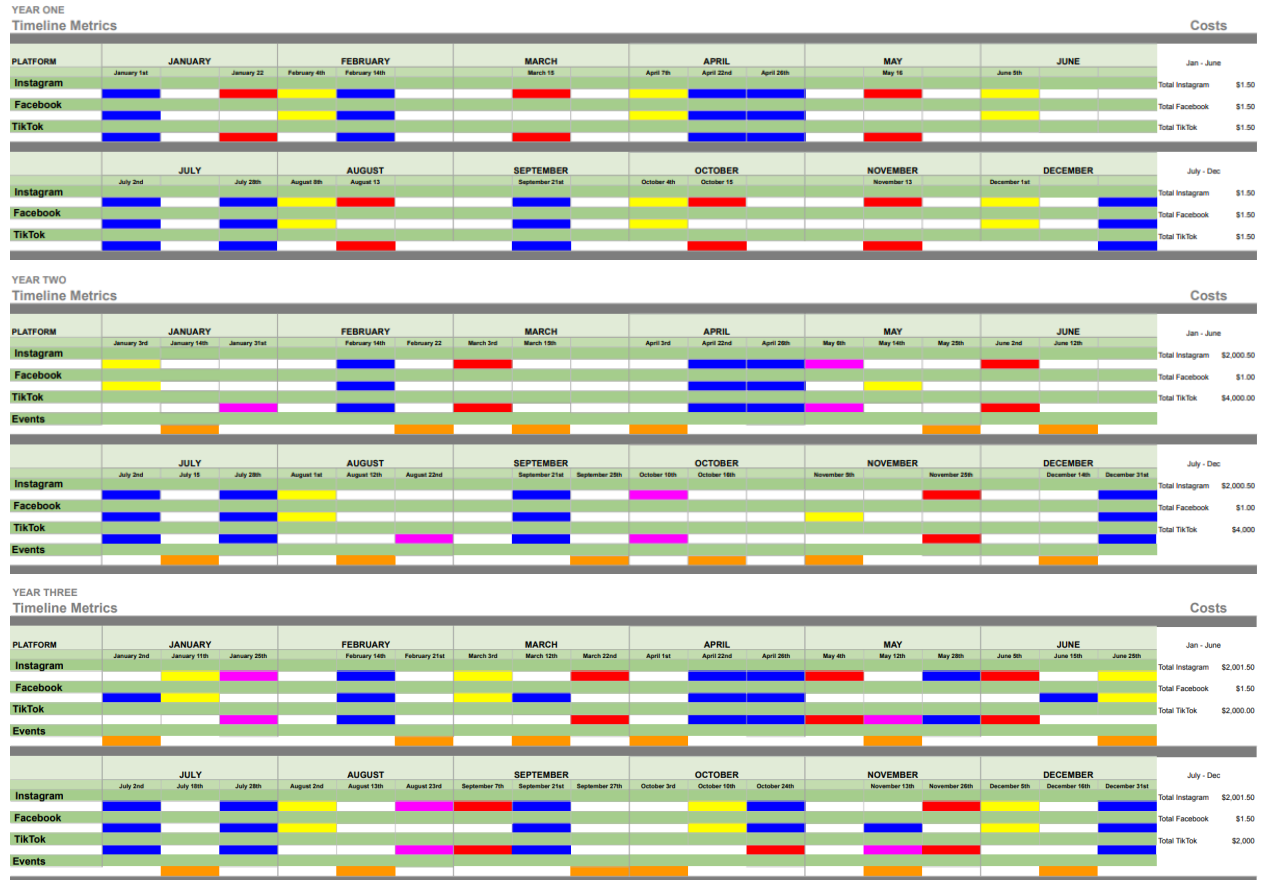 YEAR ONE
Timeline Metrics Costs
PLATFORM JANUARY FEBRUARY MARCH APRIL MAY JUNE Jan - June
January 1st January 22 February 4th February 14th March 15 April 7th April 22nd April 26th May 16 June 5th
Instagram Total Instagram $1.50
Facebook Total Facebook $1.50
TikTok Total TikTok $1.50
JULY AUGUST SEPTEMBER OCTOBER NOVEMBER DECEMBER July - Dec
July 2nd July 28th August 8th August 13 September 21st October 4th October 15 November 13 December 1st
Instagram Total Instagram $1.50
Facebook Total Facebook $1.50
TikTok Total TikTok $1.50
YEAR TWO
Timeline Metrics Costs
PLATFORM JANUARY FEBRUARY MARCH APRIL MAY JUNE Jan - June
January 3rd January 14th January 31st February 14th February 22 March 3rd March 15th April 3rd April 22nd April 26th May 6th May 14th May 25th June 2nd June 12th
Instagram Total Instagram $2,000.50
Facebook Total Facebook $1.00
TikTok Total TikTok $4,000.00
Events
JULY AUGUST SEPTEMBER OCTOBER NOVEMBER DECEMBER July - Dec
July 2nd July 15 July 28th August 1st August 12th August 22nd September 21st September 25th October 10th October 16th November 5th November 25th December 14th December 31st
Instagram Total Instagram $2,000.50
Facebook Total Facebook $1.00
TikTok Total TikTok $4,000
Events
YEAR THREE
Timeline Metrics Costs
PLATFORM JANUARY FEBRUARY MARCH APRIL MAY JUNE Jan - June
January 2nd January 11th January 25th February 14th February 21st March 3rd March 12th March 22nd April 1st April 22nd April 26th May 4th May 12th May 28th June 5th June 15th June 25th
Instagram Total Instagram $2,001.50
Facebook Total Facebook $1.50
TikTok Total TikTok $2,000.00
Events
JULY AUGUST SEPTEMBER OCTOBER NOVEMBER DECEMBER July - Dec
July 2nd July 18th July 28th August 2nd August 13th August 23rd September 7th September 21st September 27th October 3rd October 10th October 24th November 13th November 26th December 5th December 16th December 31st
Instagram Total Instagram $2,001.50
Facebook Total Facebook $1.50
TikTok Total TikTok $2,000
Events